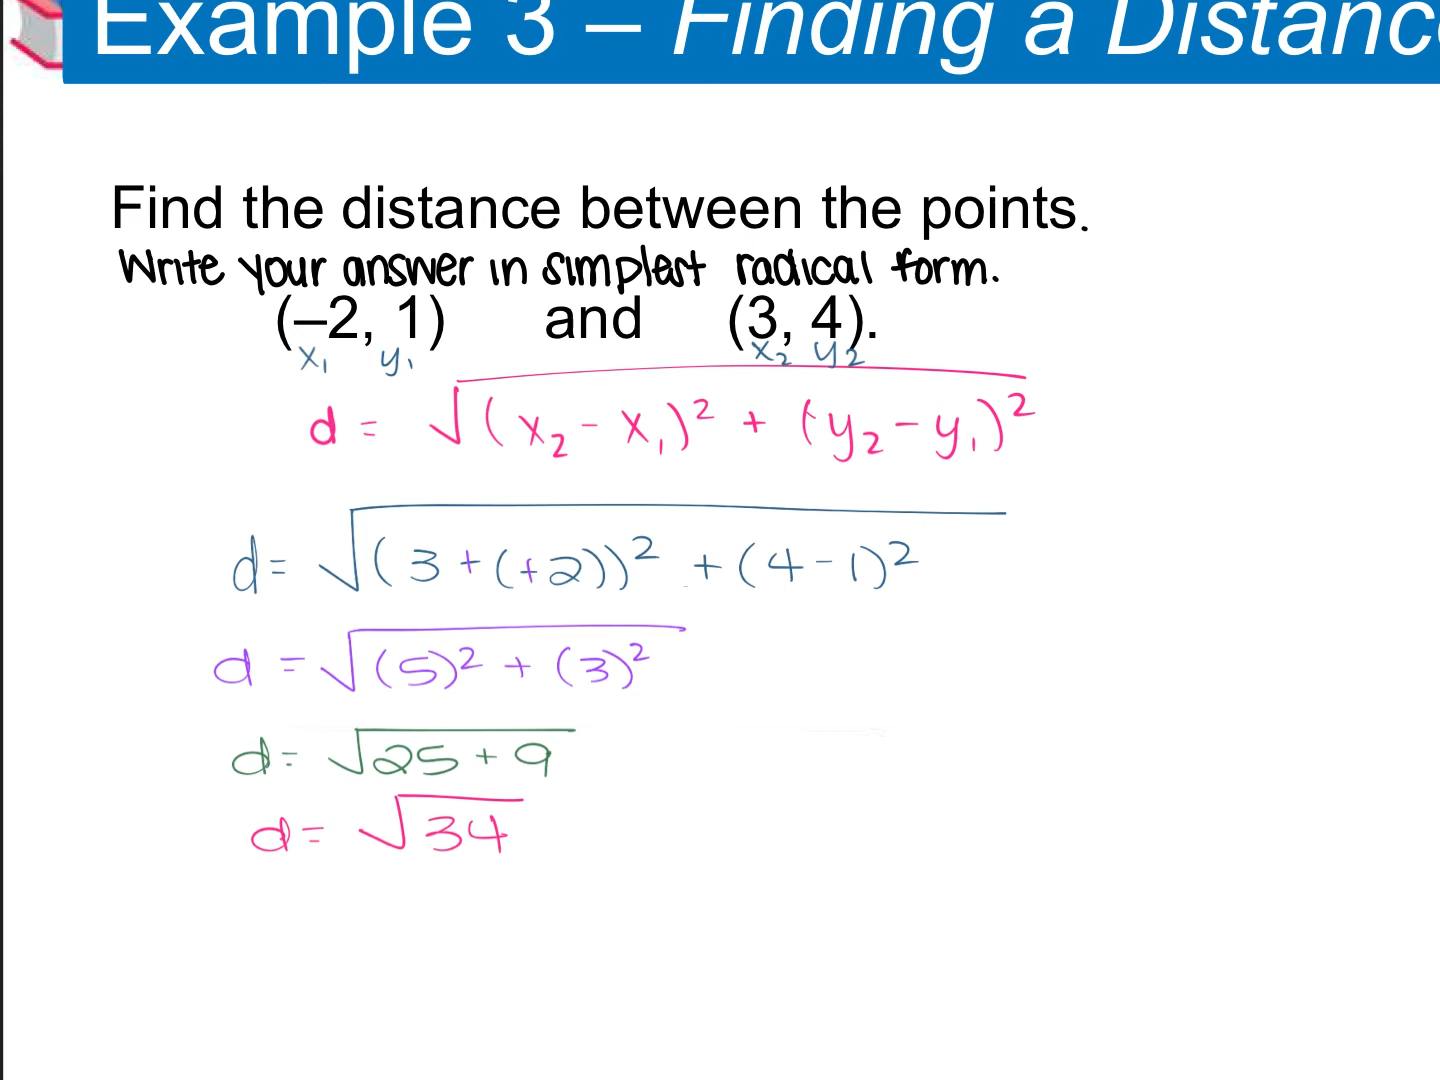 Example 3 – Finding a Distanc
Find the distance between the points.
Write your answer in simplest radical form.
(–2, 1) and (3, 4).
x₁ y₁ x₂ y₂
d = √((x₂ - x₁)² + (y₂ - y₁)²)
d = √((3 + (+2))² + (4 - 1)²)
d = √((5)² + (3)²)
d = √(25 + 9)
d = √34